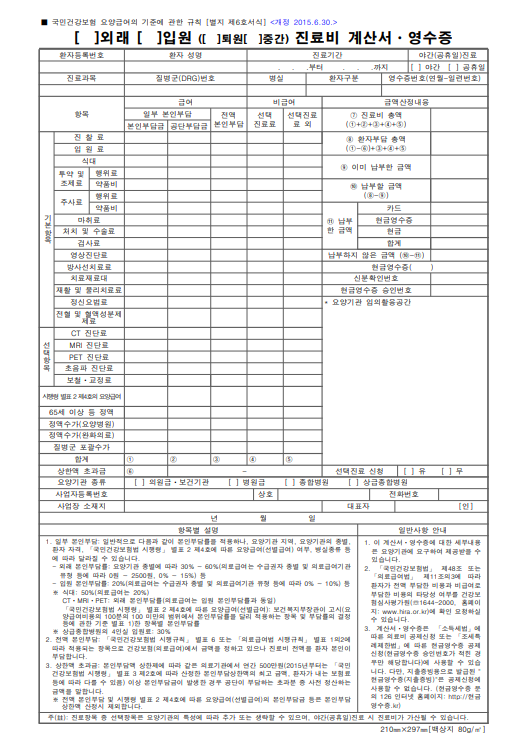 ■ 국민건강보험 요양급여의 기준에 관한 규칙 [별지 제6호서식] <개정 2015.6.30.>
[ ]외래 [ ]입원 ([ ]퇴원[ ]중간) 진료비 계산서·영수증
환자등록번호 환자 성명 진료기간 야간(공휴일)진료
. . .부터 . . .까지 [ ] 야간 [ ] 공휴일
진료과목 질병군(DRG)번호 병실 환자구분 영수증번호(연월-일련번호)
항목 급여 비급여 금액산정내용
일부 본인부담 전액 본인부담 선택 진료료 선택진료료 외
본인부담금 공단부담금
⑦ 진료비 총액
(①+②+③+④+⑤)
⑧ 환자부담 총액
(①-⑥)+③+④+⑤
⑨ 이미 납부한 금액
⑩ 납부할 금액
(⑧-⑨)
⑪ 납부한 금액
카드
현금영수증
현금
합계
납부하지 않은 금액 (⑩-⑪)
현금영수증( )
신분확인번호
현금영수증 승인번호
* 요양기관 임의활용공간
기본항목
진 찰 료
입 원 료
식대
투약 및 조제료
행위료
약품비
주사료
행위료
약품비
마취료
처치 및 수술료
검사료
영상진단료
방사선치료료
치료재료대
재활 및 물리치료료
정신요법료
전혈 및 혈액성분제제료
선택항목
CT 진단료
MRI 진단료
PET 진단료
초음파 진단료
보철·교정료
시행령 별표 2 제4호의 요양급여
65세 이상 등 정액
정액수가(요양병원)
정액수가(완화의료)
질병군 포괄수가
합계 ① ② ③ ④ ⑤
상한액 초과금 ⑥ - 선택진료 신청 [ ] 유 [ ] 무
요양기관 종류 [ ] 의원급·보건기관 [ ] 병원급 [ ] 종합병원 [ ] 상급종합병원
사업자등록번호 상호 전화번호
사업장 소재지 대표자 [인]
년 월 일
항목별 설명
1. 일부 본인부담: 일반적으로 다음과 같이 본인부담률을 적용하나, 요양기관 지역, 요양기관의 종별, 환자 자격, 「국민건강보험법 시행령」 별표 2 제4호에 따른 요양급여(선별급여) 여부, 병실종류 등에 따라 달라질 수 있습니다.
- 외래 본인부담률: 요양기관 종별에 따라 30% ~ 60%(의료급여는 수급권자 종별 및 의료급여기관 유형 등에 따라 0원 ~ 2500원, 0% ~ 15%) 등
- 입원 본인부담률: 20%(의료급여는 수급권자 종별 및 의료급여기관 유형 등에 따라 0% ~ 10%) 등
※ 식대: 50%(의료급여는 20%)
CT·MRI·PET: 외래 본인부담률(의료급여는 입원 본인부담률과 동일)
「국민건강보험법 시행령」 별표 2 제4호에 따른 요양급여(선별급여): 보건복지부장관이 고시(요양급여비용의 100분의 100 미만의 범위에서 본인부담률을 달리 적용하는 항목 및 부담률의 결정 등에 관한 기준 별표 1)한 항목별 본인부담률
※ 상급종합병원의 4인실 입원료: 30%
2. 전액 본인부담: 「국민건강보험법 시행규칙」 별표 6 또는 「의료급여법 시행규칙」 별표 1의2에 따라 적용되는 항목으로 건강보험(의료급여)에서 금액을 정하고 있으나 진료비 전액을 환자 본인이 부담합니다.
3. 상한액 초과금: 본인부담액 상한제에 따라 같은 의료기관에서 연간 500만원(2015년부터는 「국민건강보험법 시행령」 별표 3 제2호에 따라 산정한 본인부담상한액의 최고 금액, 환자가 내는 보험료 등에 따라 다를 수 있음) 이상 본인부담금이 발생한 경우 공단이 부담하는 초과분 중 사전 정산하는 금액을 말합니다.
※ 전액 본인부담 및 시행령 별표 2 제4호에 따른 요양급여(선별급여)의 본인부담금 등은 본인부담상한액 산정시 제외합니다.
일반사항 안내
1. 이 계산서·영수증에 대한 세부내용은 요양기관에 요구하여 제공받을 수 있습니다.
2. 「국민건강보험법」 제48조 또는 「의료급여법」 제11조의3에 따라 환자가 전액 부담한 비용과 비급여로 부담한 비용의 타당성 여부를 건강보험심사평가원(☎1644-2000, 홈페이지 www.hira.or.kr)에 확인 요청하실 수 있습니다.
3. 계산서·영수증은 「소득세법」에 따른 의료비 공제신청 또는 「조세특례제한법」에 따른 현금영수증 공제신청(현금영수증 승인번호가 적힌 경우만 해당합니다)에 사용할 수 있습니다. 다만, 지출증빙용으로 발급된 "현금영수증(지출증빙)"은 공제신청에 사용할 수 없습니다. (현금영수증 문의 126 인터넷 홈페이지: http://현금영수증.kr)
주(註): 진료항목 중 선택항목은 요양기관의 특성에 따라 추가 또는 생략할 수 있으며, 야간(공휴일)진료 시 진료비가 가산될 수 있습니다.
210㎜×297㎜[백상지 80g/㎡]